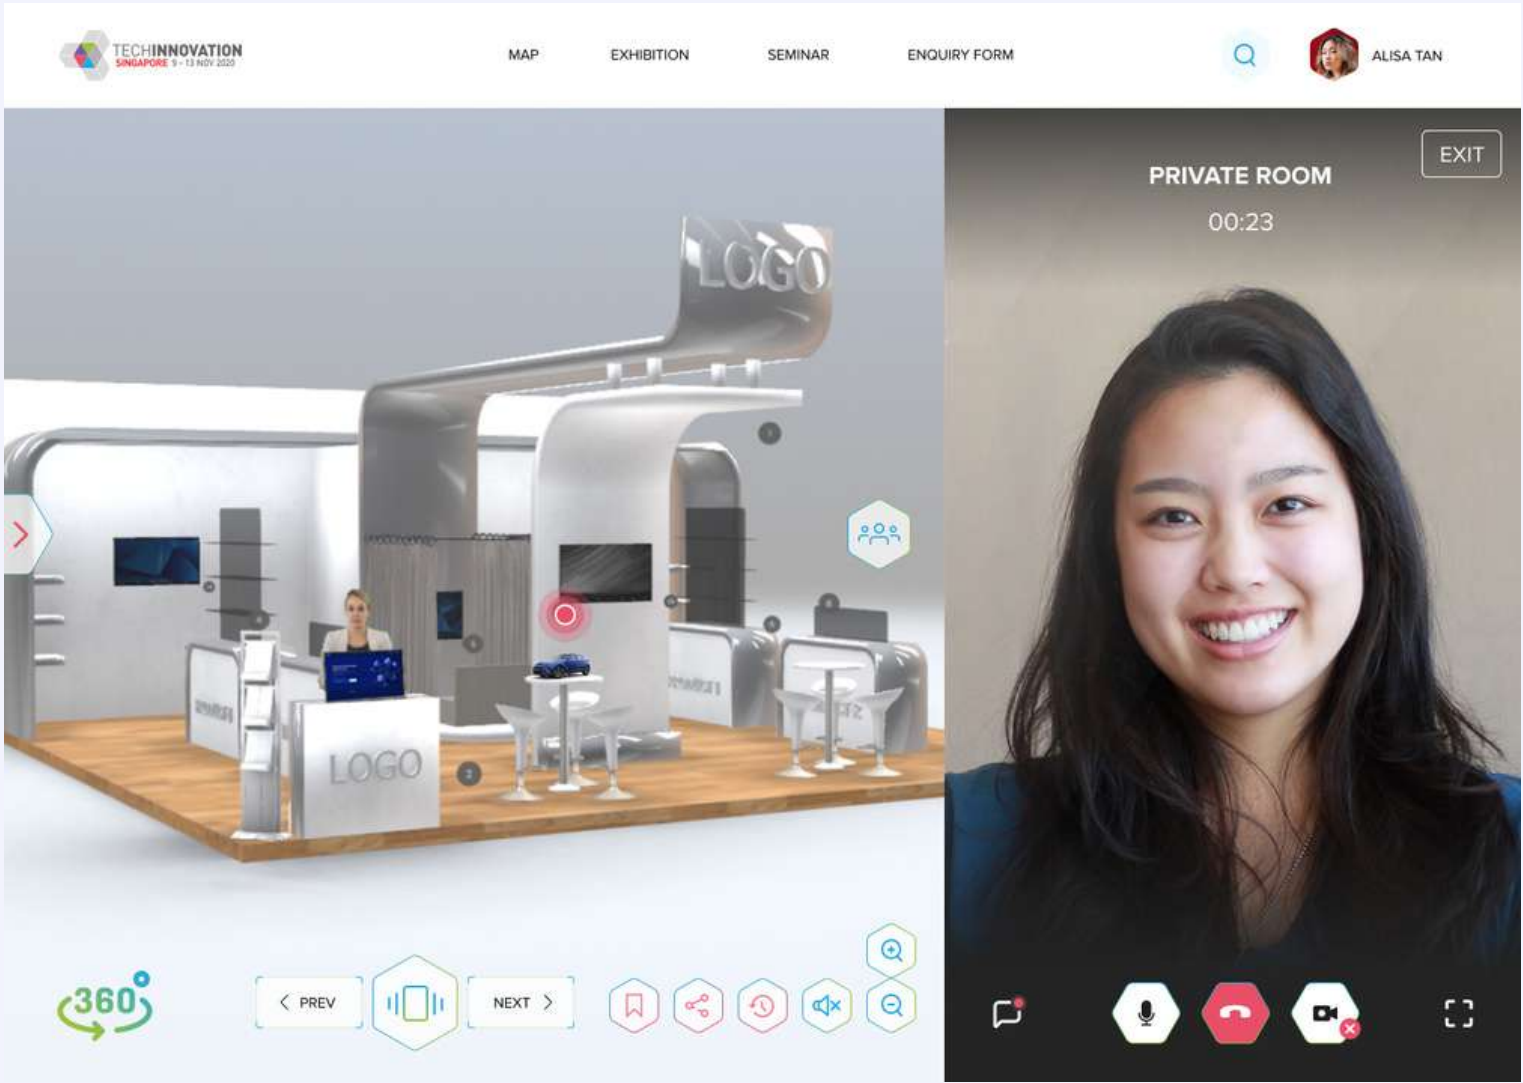 TECHINNOVATION
SINGAPORE 9 - 13 NOV 2020
MAP
EXHIBITION
SEMINAR
ENQUIRY FORM
ALISA TAN
EXIT
PRIVATE ROOM
00:23
LOGO
LOGO
2
360°
PREV
NEXT